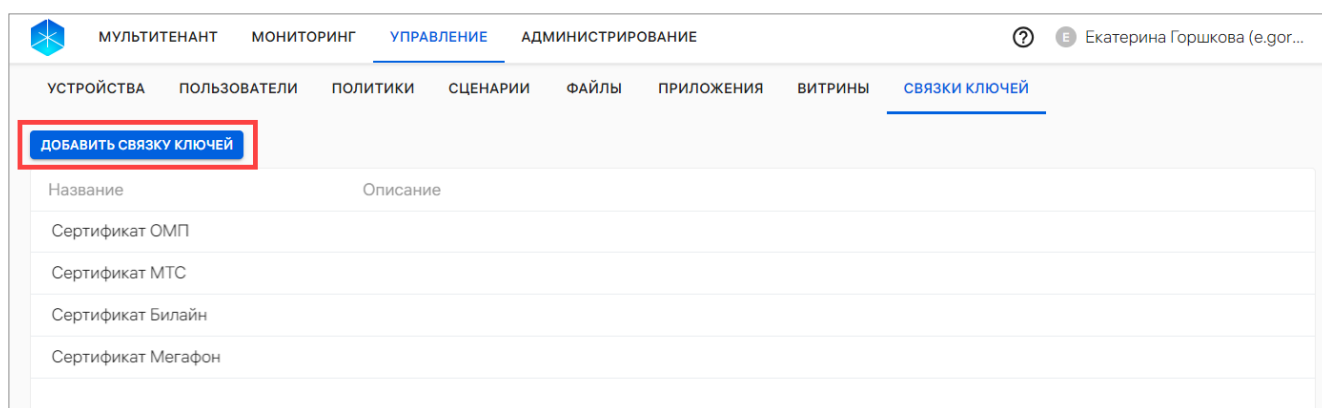 МУЛЬТИТЕНАНТ МОНИТОРИНГ УПРАВЛЕНИЕ АДМИНИСТРИРОВАНИЕ E Екатерина Горшкова (e.gor...
УСТРОЙСТВА ПОЛЬЗОВАТЕЛИ ПОЛИТИКИ СЦЕНАРИИ ФАЙЛЫ ПРИЛОЖЕНИЯ ВИТРИНЫ СВЯЗКИ КЛЮЧЕЙ
ДОБАВИТЬ СВЯЗКУ КЛЮЧЕЙ
Название Описание
Сертификат ОМП
Сертификат МТС
Сертификат Билайн
Сертификат Мегафон